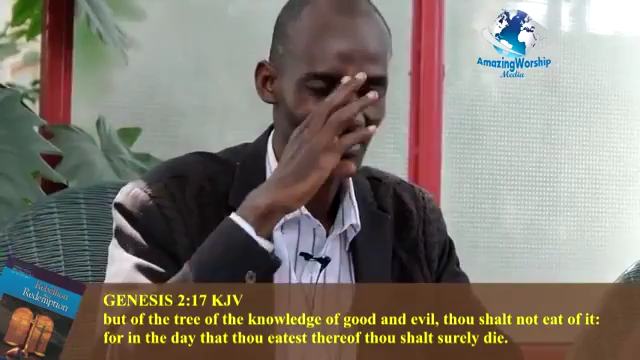 AmazingWorship
Media
GENESIS 2:17 KJV
but of the tree of the knowledge of good and evil, thou shalt not eat of it:
for in the day that thou eatest thereof thou shalt surely die.
Rebellion
Redemption